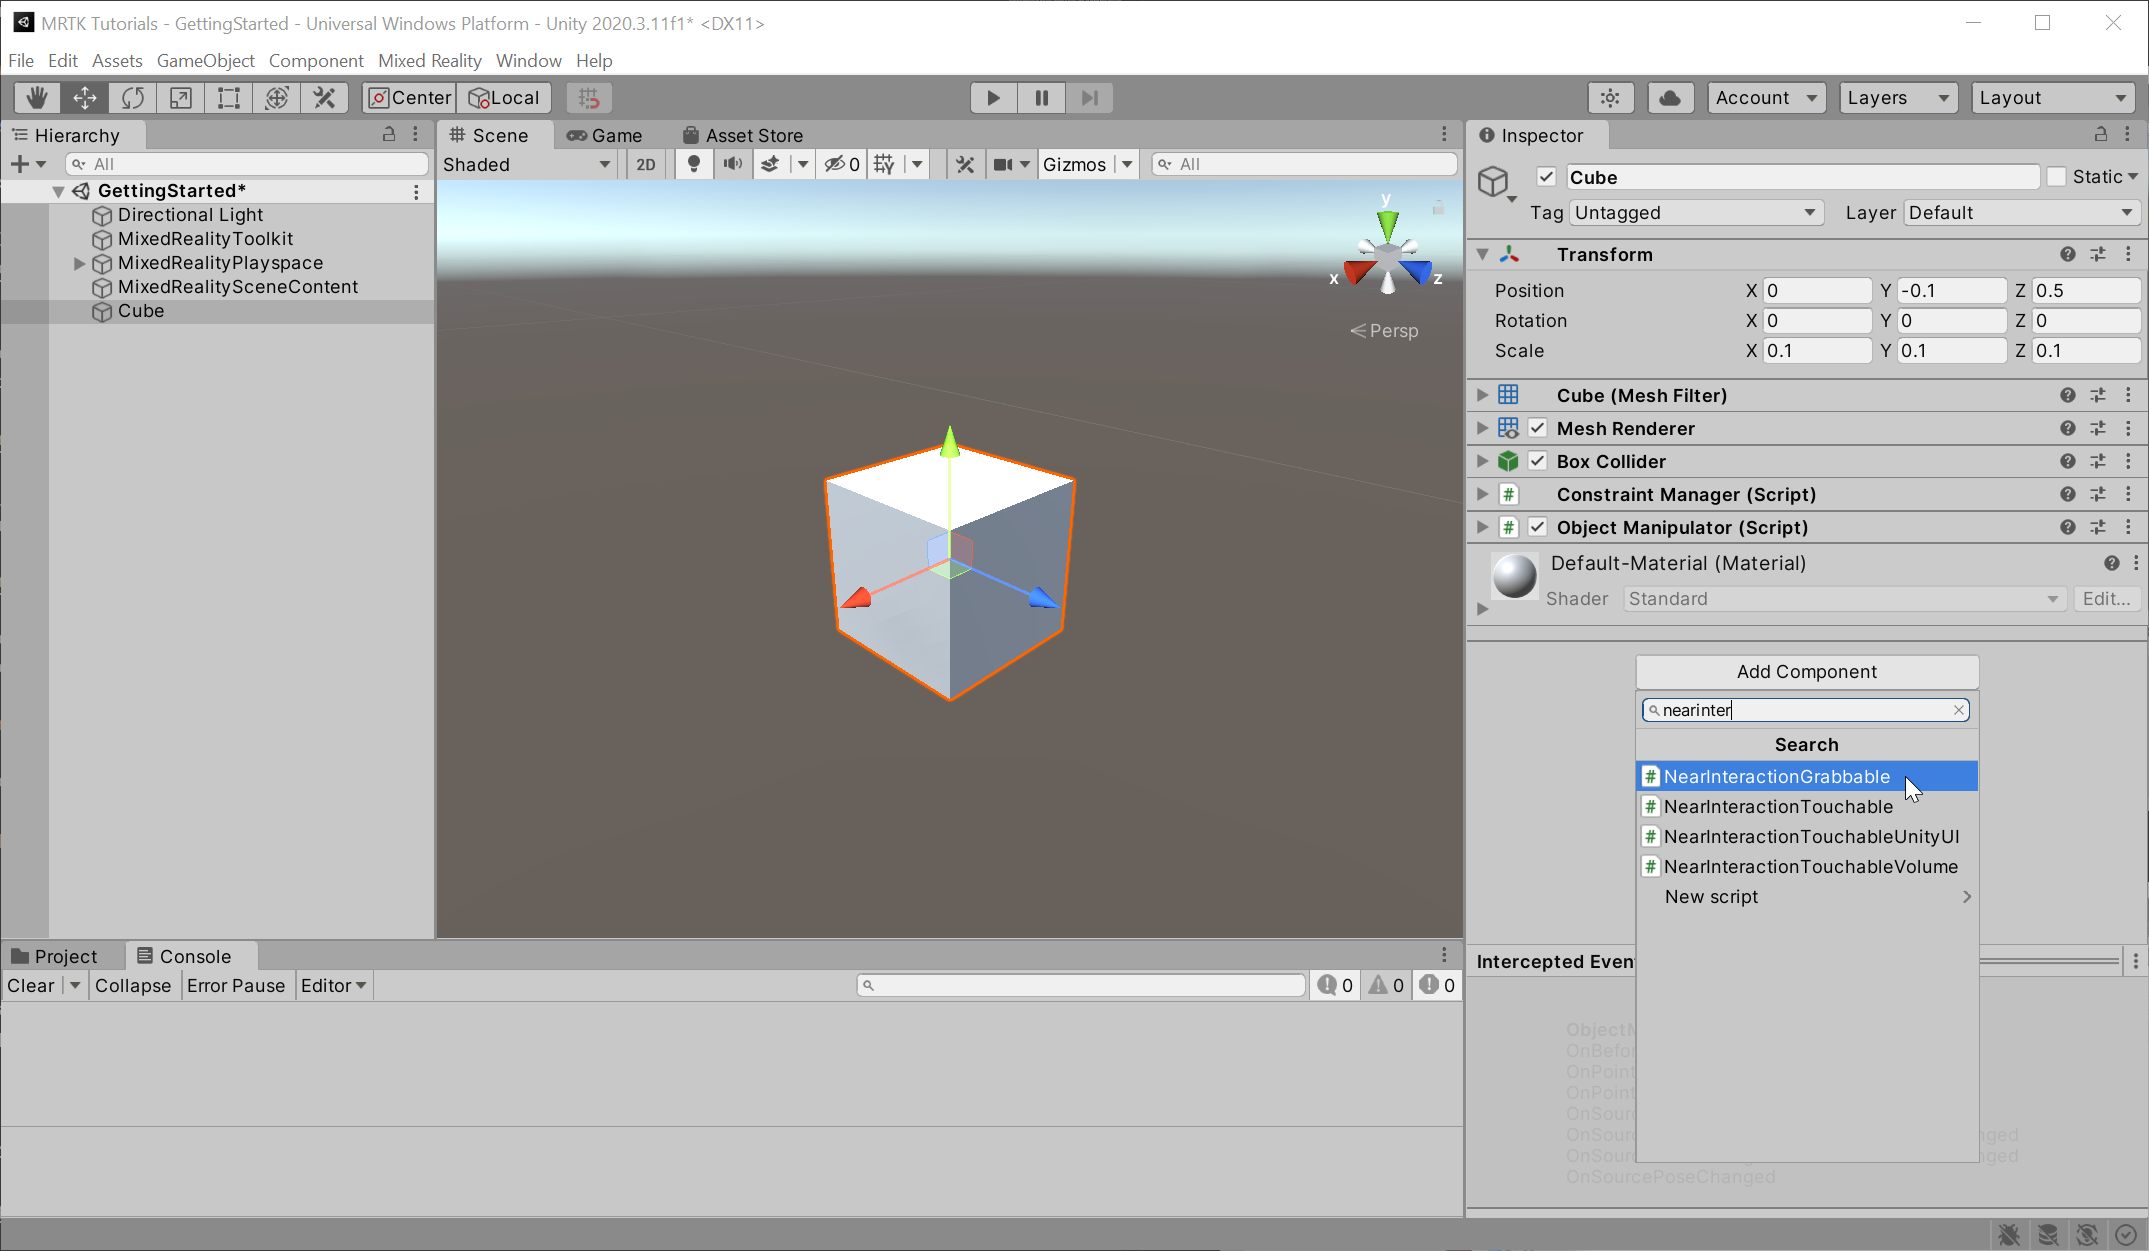 MRTK Tutorials - GettingStarted - Universal Windows Platform - Unity 2020.3.11f1* <DX11>
File Edit Assets GameObject Component Mixed Reality Window Help
Center Local Account Layers Layout
Hierarchy
All
GettingStarted*
Directional Light
MixedRealityToolkit
MixedRealityPlayspace
MixedRealitySceneContent
Cube
Scene Game Asset Store
Shaded 2D 0 Gizmos All
y
x z
Persp
Inspector
Cube Static
Tag Untagged Layer Default
Transform
Position X 0 Y -0.1 Z 0.5
Rotation X 0 Y 0 Z 0
Scale X 0.1 Y 0.1 Z 0.1
Cube (Mesh Filter)
Mesh Renderer
Box Collider
# Constraint Manager (Script)
# Object Manipulator (Script)
Default-Material (Material)
Shader Standard Edit...
Add Component
nearinter
Search
# NearInteractionGrabbable
# NearInteractionTouchable
# NearInteractionTouchableUnityUI
# NearInteractionTouchableVolume
New script
Project Console
Clear Collapse Error Pause Editor 0 0 0
Intercepted Even
ObjectM
OnBefo
OnPoint
OnPoint
OnSour
OnSour nged
OnSour nged
OnSourcePoseChanged